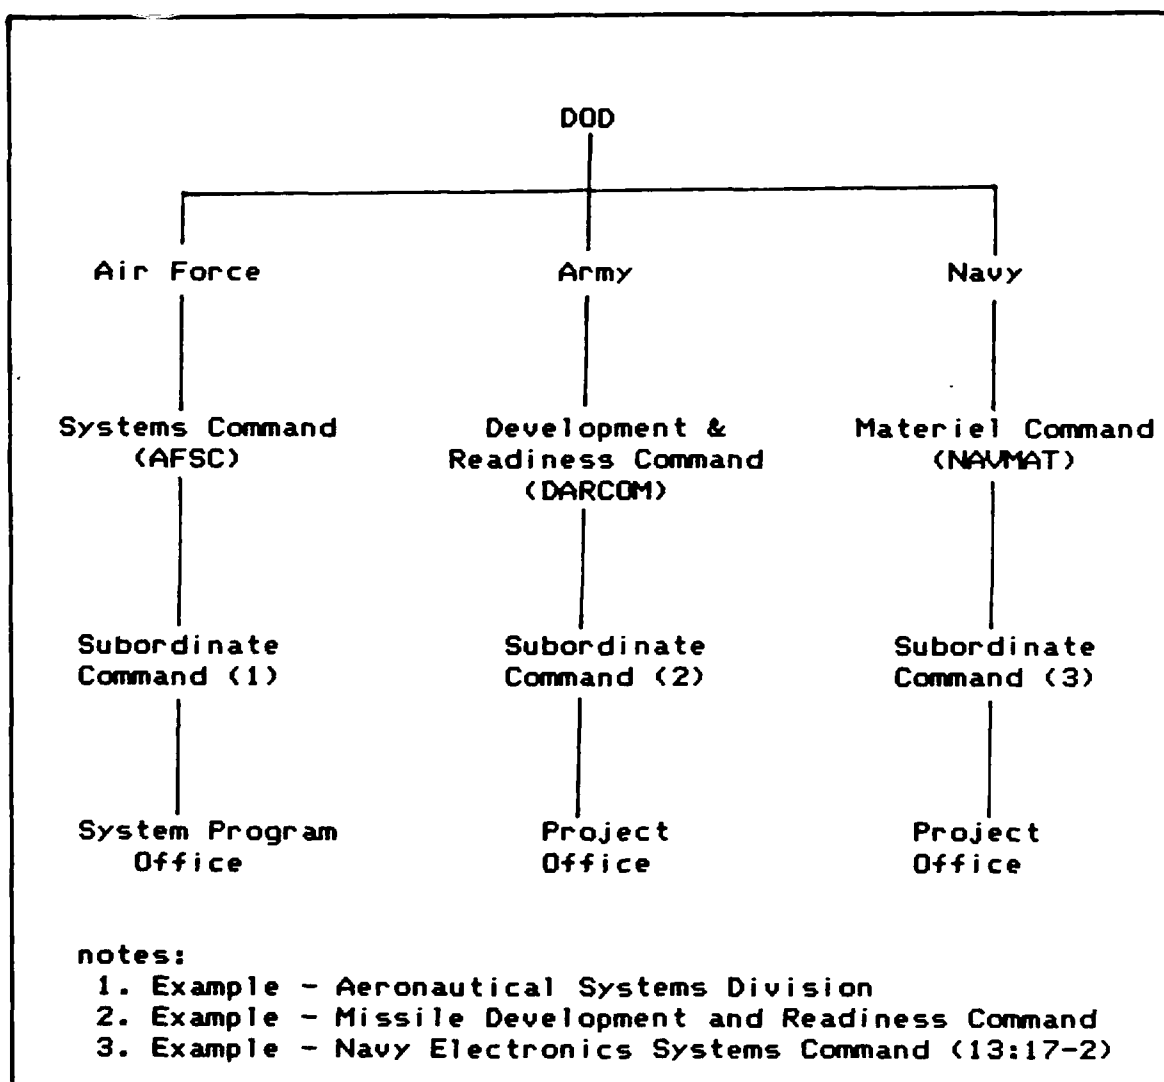 DOD
Air Force
Army
Navy
Systems Command
(AFSC)
Development &
Readiness Command
(DARCOM)
Materiel Command
(NAVMAT)
Subordinate
Command (1)
Subordinate
Command (2)
Subordinate
Command (3)
System Program
Office
Project
Office
Project
Office
notes:
1. Example - Aeronautical Systems Division
2. Example - Missile Development and Readiness Command
3. Example - Navy Electronics Systems Command (13:17-2)